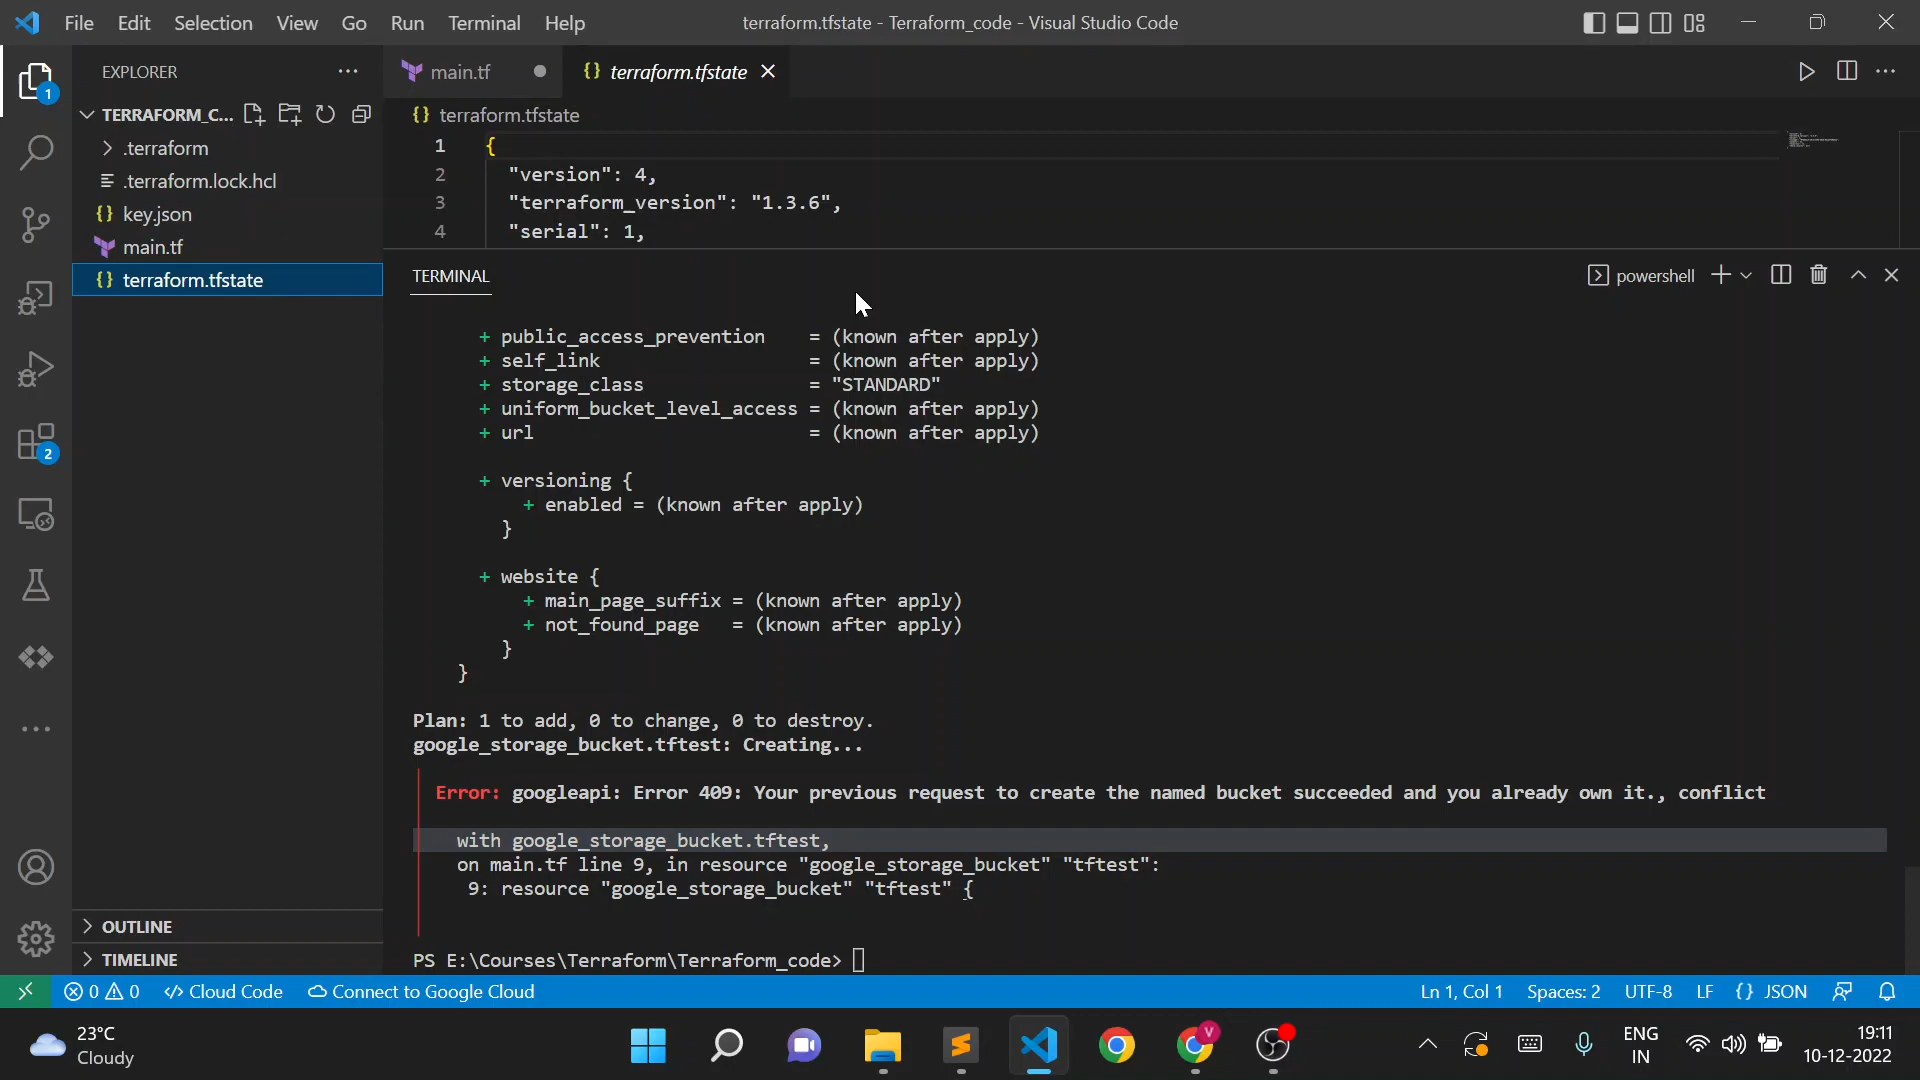 File Edit Selection View Go Run Terminal Help
terraform.tfstate - Terraform_code - Visual Studio Code
EXPLORER
main.tf
{} terraform.tfstate
1
TERRAFORM_C...
{} terraform.tfstate
.terraform
.terraform.lock.hcl
{} key.json
main.tf
{} terraform.tfstate
1 {
2 "version": 4,
3 "terraform_version": "1.3.6",
4 "serial": 1,
TERMINAL
powershell
+ public_access_prevention = (known after apply)
+ self_link = (known after apply)
+ storage_class = "STANDARD"
+ uniform_bucket_level_access = (known after apply)
+ url = (known after apply)
+ versioning {
+ enabled = (known after apply)
}
+ website {
+ main_page_suffix = (known after apply)
+ not_found_page = (known after apply)
}
}
Plan: 1 to add, 0 to change, 0 to destroy.
google_storage_bucket.tftest: Creating...
Error: googleapi: Error 409: Your previous request to create the named bucket succeeded and you already own it., conflict
with google_storage_bucket.tftest,
on main.tf line 9, in resource "google_storage_bucket" "tftest":
9: resource "google_storage_bucket" "tftest" {
PS E:\Courses\Terraform\Terraform_code>
2
OUTLINE
TIMELINE
0 0 Cloud Code Connect to Google Cloud
Ln 1, Col 1 Spaces: 2 UTF-8 LF {} JSON
23°C
Cloudy
V
ENG
IN
19:11
10-12-2022